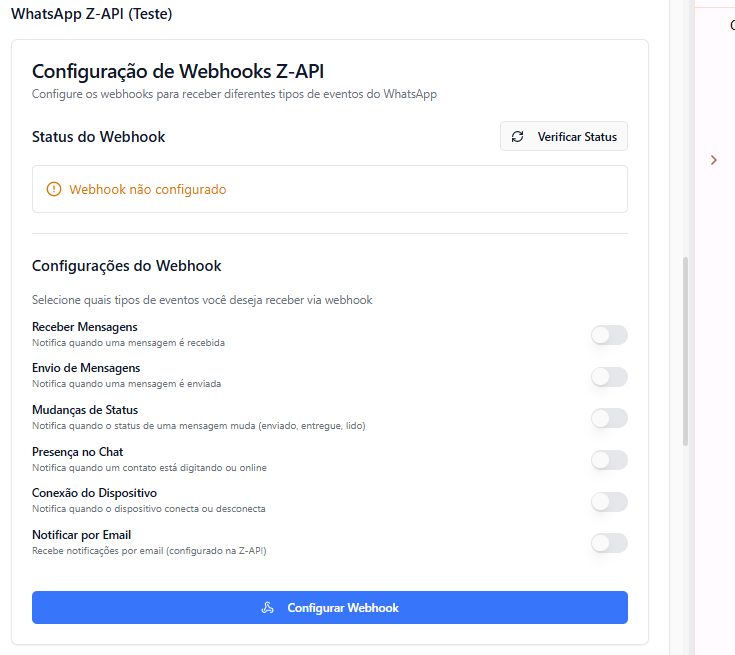 WhatsApp Z-API (Teste)
Configuração de Webhooks Z-API
Configure os webhooks para receber diferentes tipos de eventos do WhatsApp
Status do Webhook
Verificar Status
Webhook não configurado
Configurações do Webhook
Selecione quais tipos de eventos você deseja receber via webhook
Receber Mensagens
Notifica quando uma mensagem é recebida
Envio de Mensagens
Notifica quando uma mensagem é enviada
Mudanças de Status
Notifica quando o status de uma mensagem muda (enviado, entregue, lido)
Presença no Chat
Notifica quando um contato está digitando ou online
Conexão do Dispositivo
Notifica quando o dispositivo conecta ou desconecta
Notificar por Email
Recebe notificações por email (configurado na Z-API)
Configurar Webhook